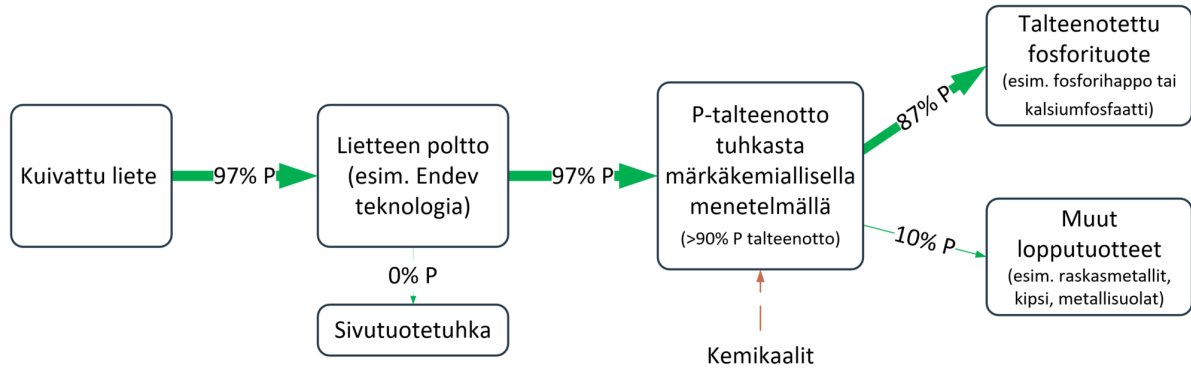 Kuivattu liete
97% P
Lietteen poltto
(esim. Endev
teknologia)
0% P
Sivutuotetuhka
97% P
P-talteenotto
tuhkasta
märkäkemiallisella
menetelmällä
(>90% P talteenotto)
Kemikaalit
87% P
Talteenotettu
fosforituote
(esim. fosforihappo tai
kalsiumfosfaatti)
10% P
Muut
lopputuotteet
(esim. raskasmetallit,
kipsi, metallisuolat)